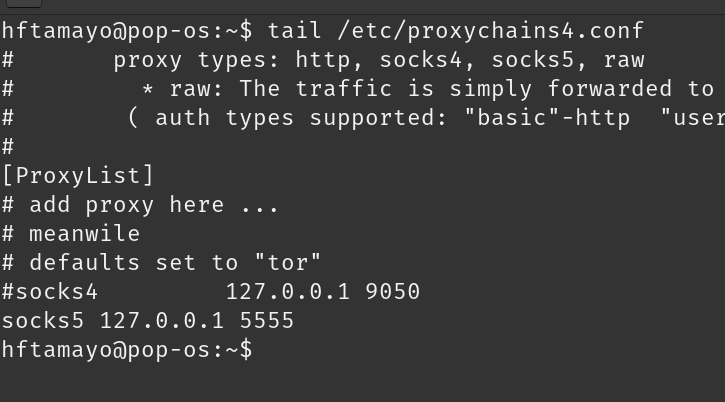 hftamayo@pop-os:~$ tail /etc/proxychains4.conf
#       proxy types: http, socks4, socks5, raw
#         * raw: The traffic is simply forwarded to
#        ( auth types supported: "basic"-http  "user
#
[ProxyList]
# add proxy here ...
# meanwile
# defaults set to "tor"
#socks4         127.0.0.1 9050
socks5 127.0.0.1 5555
hftamayo@pop-os:~$